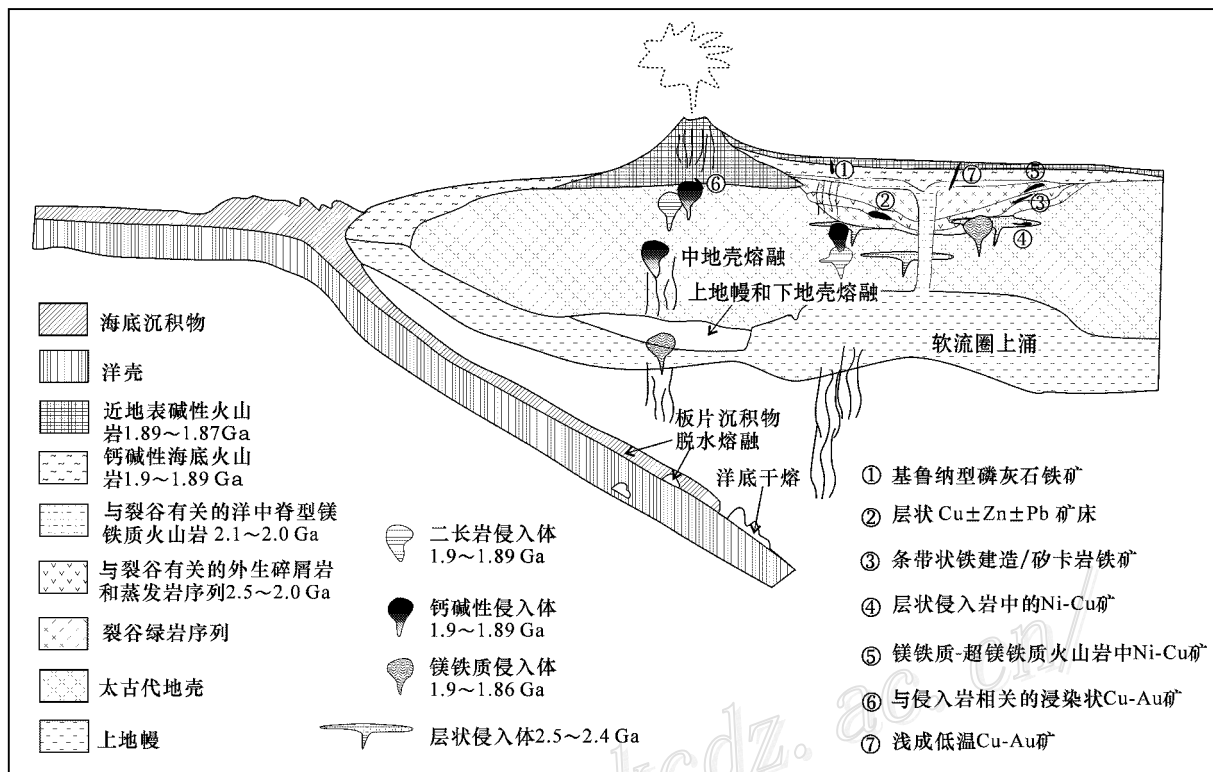 ①
⑦
⑤
⑥
②
③
④
中地壳熔融
上地幔和下地壳熔融
软流圈上涌
板片沉积物
脱水熔融
洋底干熔
海底沉积物
洋壳
近地表碱性火山
岩1.89～1.87Ga
钙碱性海底火山
岩1.9～1.89 Ga
与裂谷有关的洋中脊型镁
铁质火山岩 2.1～2.0 Ga
与裂谷有关的外生碎屑岩
和蒸发岩序列2.5～2.0 Ga
裂谷绿岩序列
太古代地壳
上地幔
二长岩侵入体
1.9～1.89 Ga
钙碱性侵入体
1.9～1.89 Ga
镁铁质侵入体
1.9～1.86 Ga
层状侵入体2.5～2.4 Ga
① 基鲁纳型磷灰石铁矿
② 层状 Cu±Zn±Pb 矿床
③ 条带状铁建造/矽卡岩铁矿
④ 层状侵入岩中的Ni-Cu矿
⑤ 镁铁质-超镁铁质火山岩中Ni-Cu矿
⑥ 与侵入岩相关的浸染状Cu-Au矿
⑦ 浅成低温Cu-Au矿
kcdz.ac.cn/